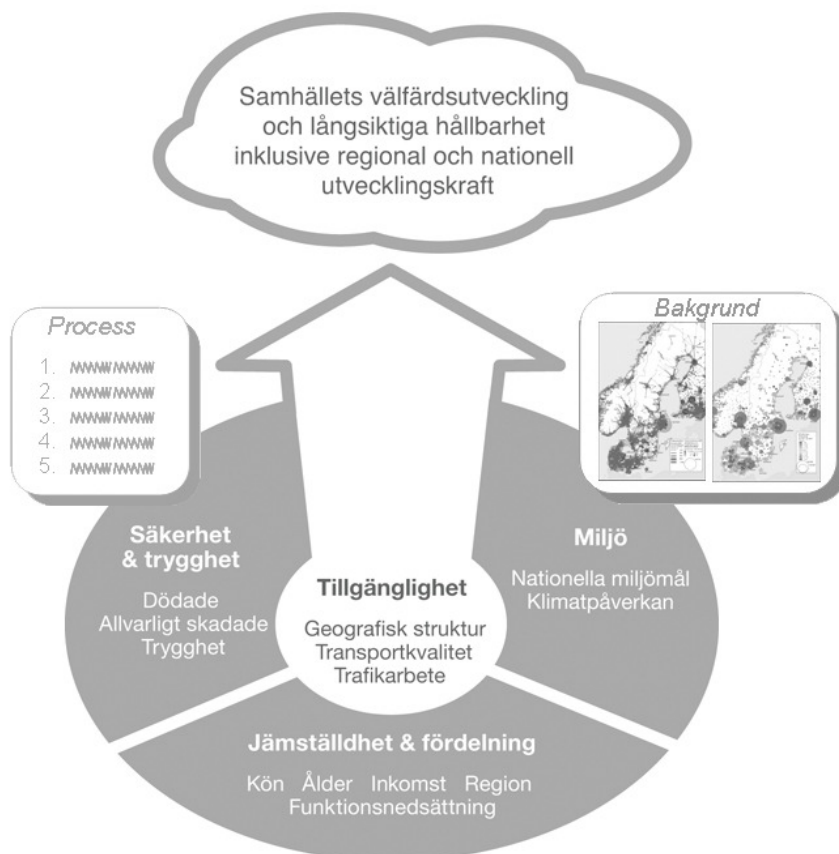 Samhällets välfärdsutveckling
och långsiktiga hållbarhet
inklusive regional och nationell
utvecklingskraft
Process
1.
2.
3.
4.
5.
Bakgrund
Säkerhet
& trygghet
Dödade
Allvarligt skadade
Trygghet
Tillgänglighet
Geografisk struktur
Transportkvalitet
Trafikarbete
Miljö
Nationella miljömål
Klimatpåverkan
Jämställdhet & fördelning
Kön Ålder Inkomst Region
Funktionsnedsättning